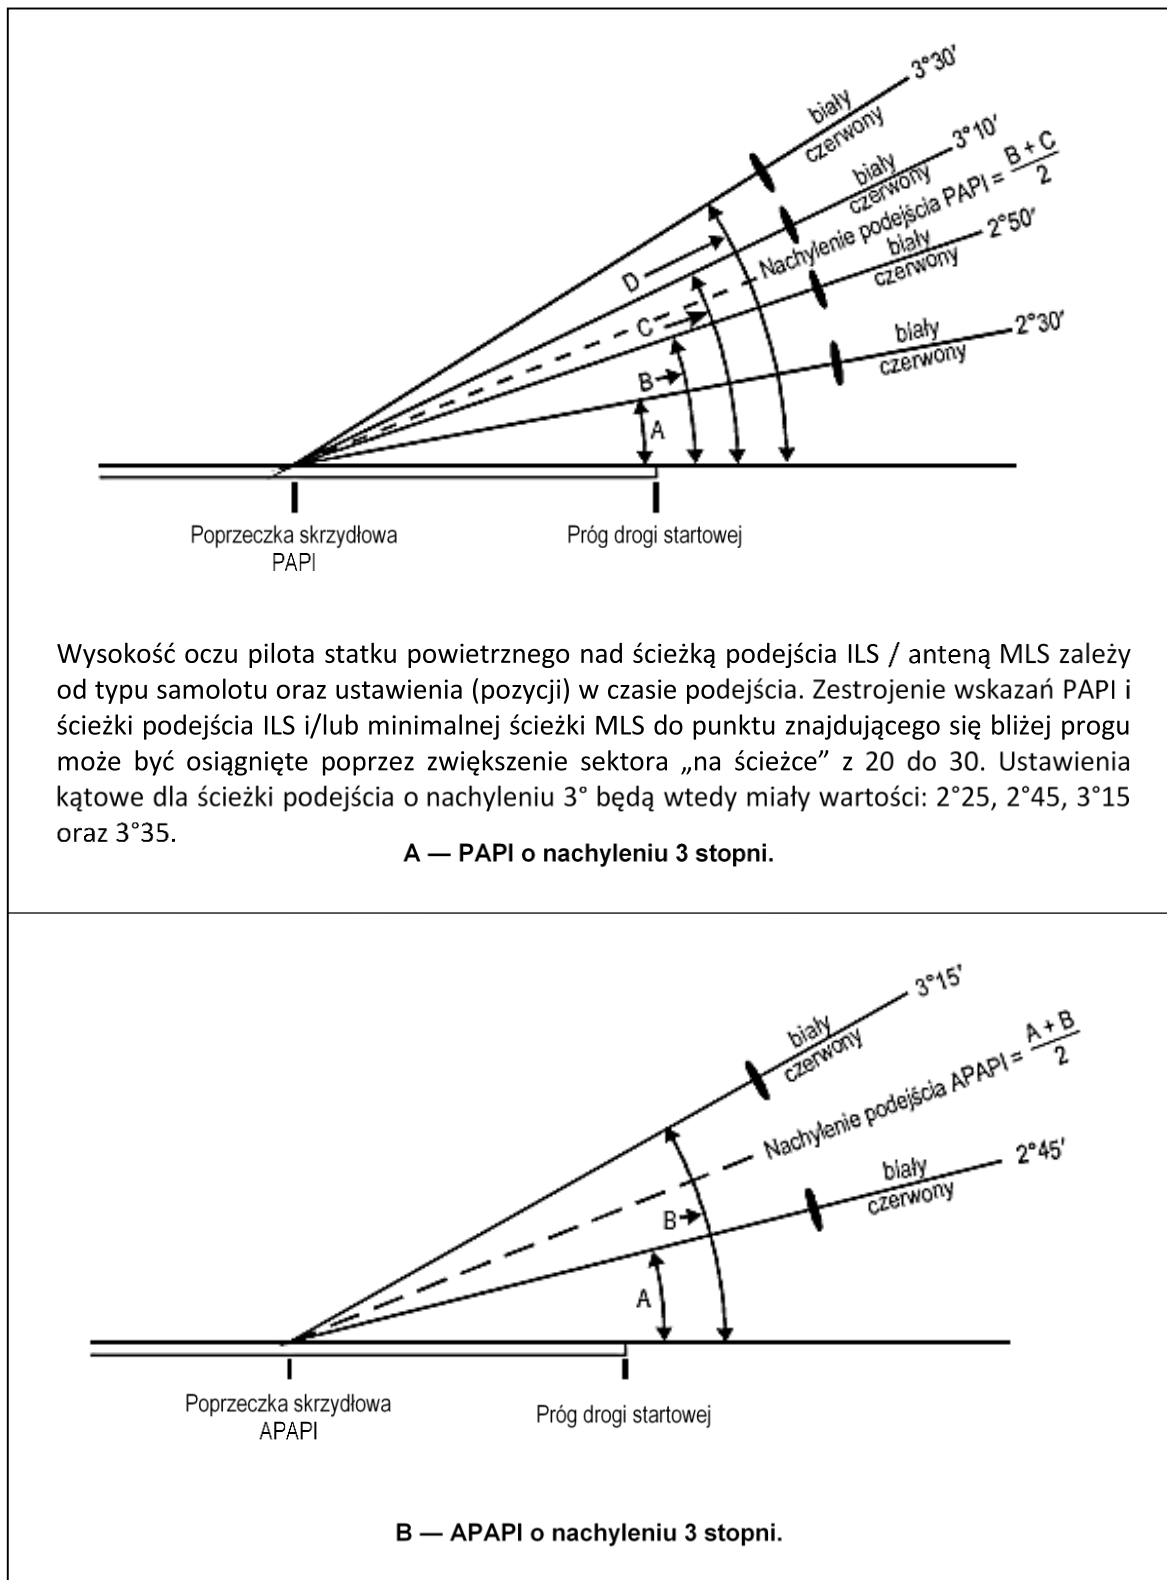 3°30′
biały
czerwony
3°10′
biały
czerwony
Nachylenie podejścia PAPI = B + C
2
2°50′
biały
czerwony
2°30′
biały
czerwony
D
C
B
A
Poprzeczka skrzydłowa
PAPI
Próg drogi startowej
Wysokość oczu pilota statku powietrznego nad ścieżką podejścia ILS / anteną MLS zależy
od typu samolotu oraz ustawienia (pozycji) w czasie podejścia. Zestrojenie wskazań PAPI i
ścieżki podejścia ILS i/lub minimalnej ścieżki MLS do punktu znajdującego się bliżej progu
może być osiągnięte poprzez zwiększenie sektora „na ścieżce” z 20 do 30. Ustawienia
kątowe dla ścieżki podejścia o nachyleniu 3° będą wtedy miały wartości: 2°25, 2°45, 3°15
oraz 3°35.
A — PAPI o nachyleniu 3 stopni.
3°15′
biały
czerwony
Nachylenie podejścia APAPI = A + B
2
2°45′
biały
czerwony
B
A
Poprzeczka skrzydłowa
APAPI
Próg drogi startowej
B — APAPI o nachyleniu 3 stopni.